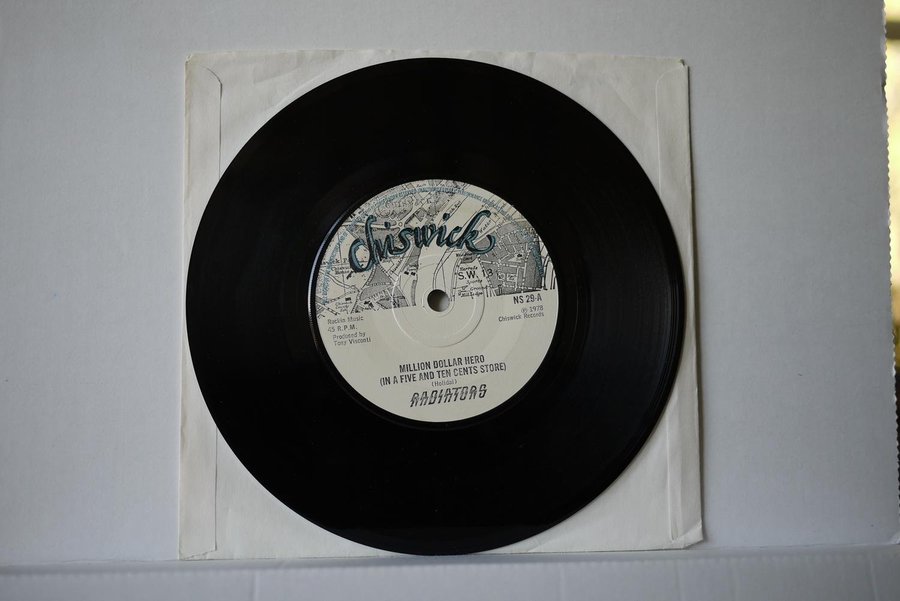 Chiswick
S.W. 13
NS 29-A
℗ 1978
Chiswick Records
Rockin Music
45 R.P.M.
Produced by
Tony Visconti
MILLION DOLLAR HERO
(IN A FIVE AND TEN CENTS STORE)
(Holidai)
RADIATORS